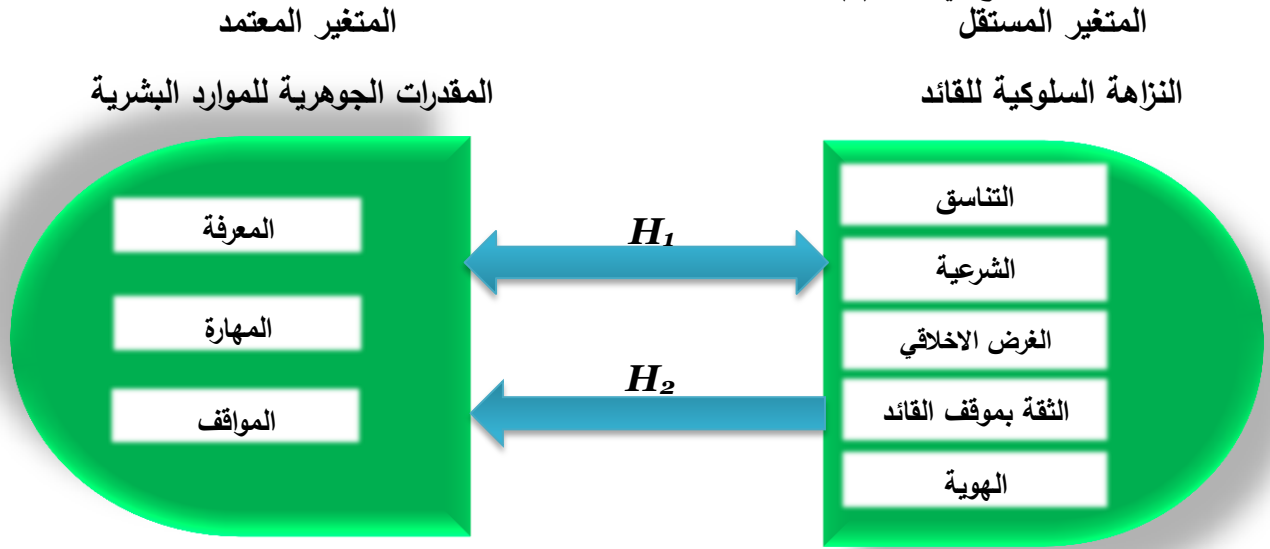 المتغير المستقل
المتغير المعتمد
النزاهة السلوكية للقائد
المقدرات الجوهرية للموارد البشرية
التناسق
الشرعية
الغرض الاخلاقي
الثقة بموقف القائد
الهوية
H₁
H₂
المعرفة
المهارة
المواقف